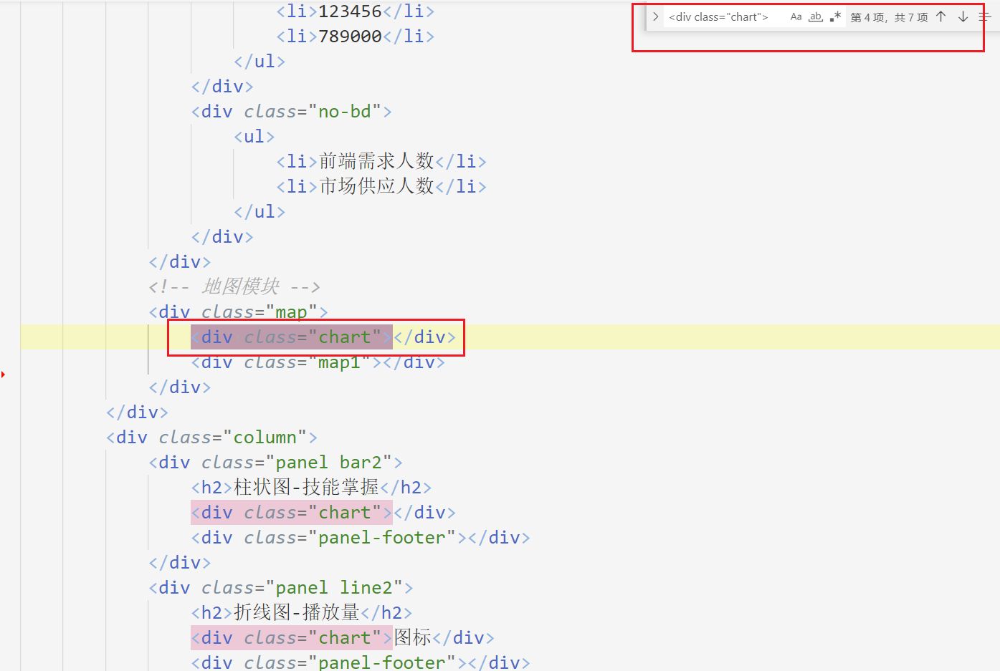 <li>123456</li>
<div class="chart"> Aa ab 第 4 项，共 7 项
<li>789000</li>
</ul>
</div>
<div class="no-bd">
<ul>
<li>前端需求人数</li>
<li>市场供应人数</li>
</ul>
</div>
</div>
<!-- 地图模块 -->
<div class="map">
<div class="chart"></div>
<div class="map1"></div>
</div>
</div>
<div class="column">
<div class="panel bar2">
<h2>柱状图-技能掌握</h2>
<div class="chart"></div>
<div class="panel-footer"></div>
</div>
<div class="panel line2">
<h2>折线图-播放量</h2>
<div class="chart">图标</div>
<div class="panel-footer"></div>